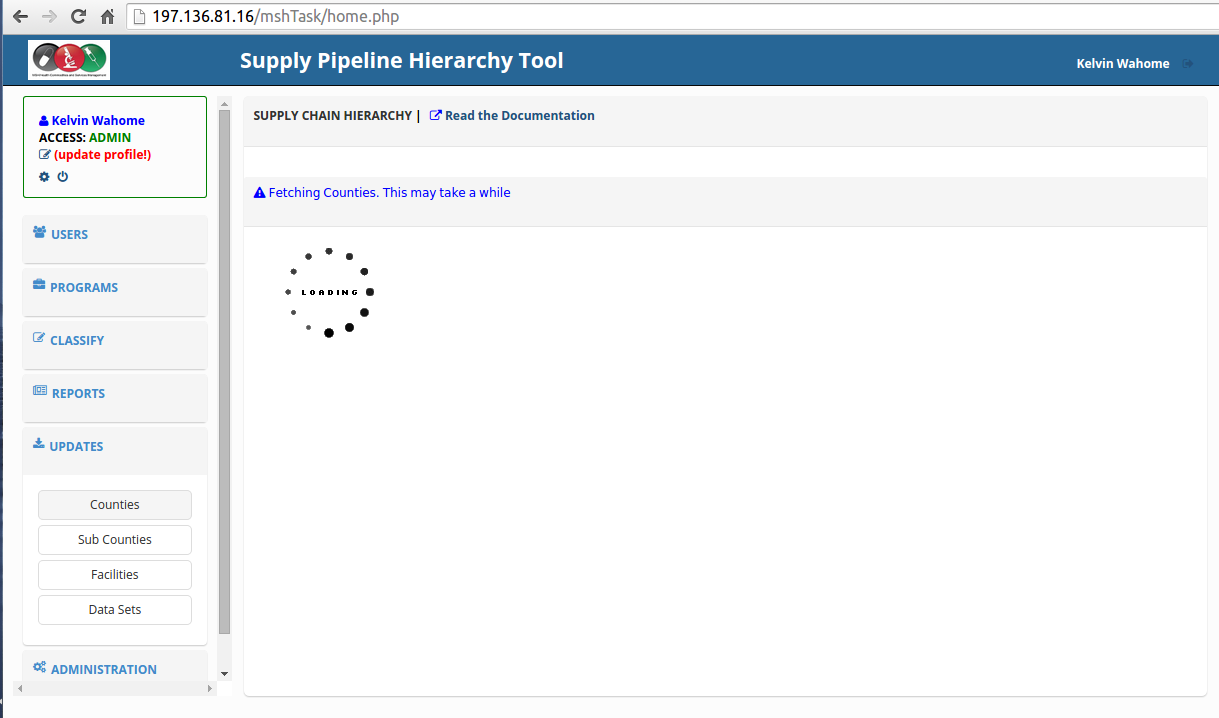 197.136.81.16/mshTask/home.php
Supply Pipeline Hierarchy Tool
Kelvin Wahome
Kelvin Wahome
ACCESS: ADMIN
(update profile!)
USERS
PROGRAMS
CLASSIFY
REPORTS
UPDATES
Counties
Sub Counties
Facilities
Data Sets
ADMINISTRATION
SUPPLY CHAIN HIERARCHY | Read the Documentation
Fetching Counties. This may take a while
LOADING